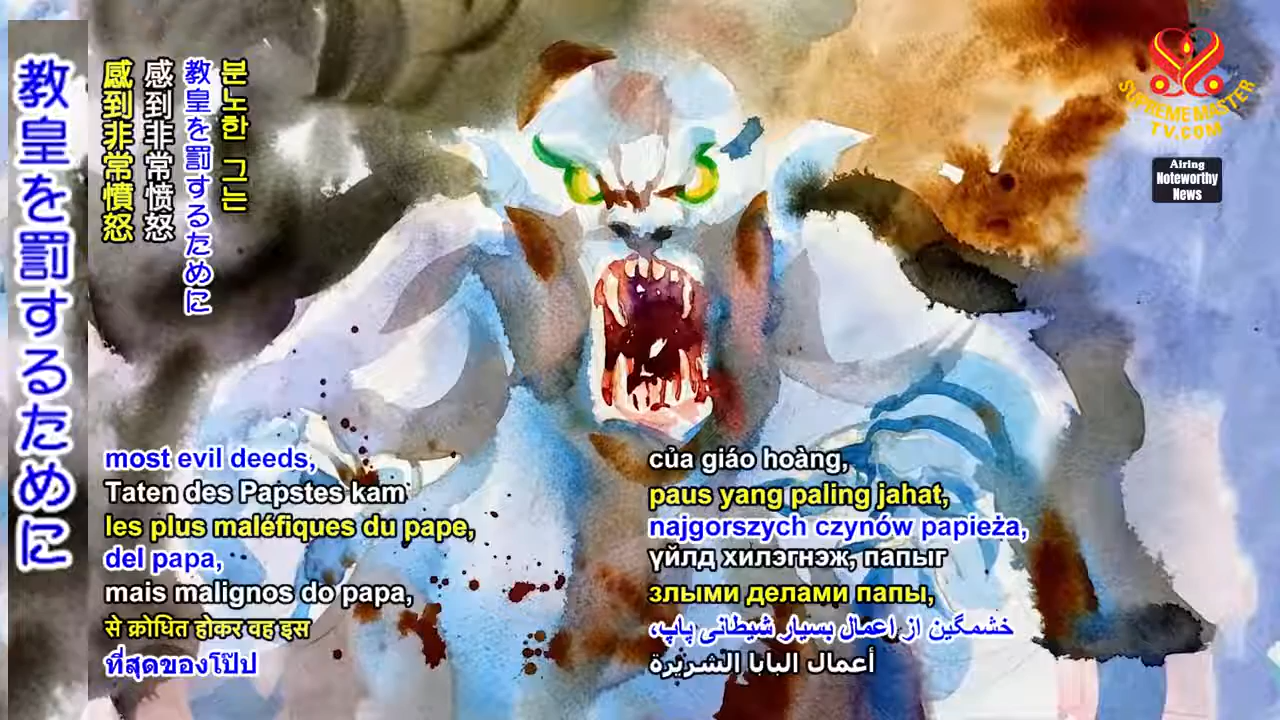 教皇を罰するために
感到非常憤怒
感到非常愤怒
教皇を罰するために
분노한 그는
SUPREME MASTER
TV.COM
Airing
Noteworthy
News
most evil deeds,
Taten des Papstes kam
les plus maléfiques du pape,
del papa,
mais malignos do papa,
से क्रोधित होकर वह इस
ที่สุดของโป๊ป
của giáo hoàng,
paus yang paling jahat,
najgorszych czynów papieża,
үйлд хилэгнэж, папыг
злыми делами папы,
خشمگین از اعمال بسیار شیطانی پاپ،
أعمال البابا الشريرة